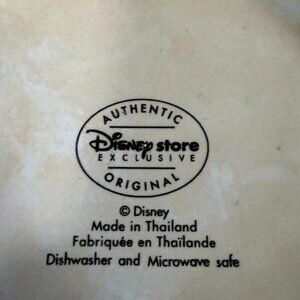 AUTHENTIC
Disney store
EXCLUSIVE
ORIGINAL
© Disney
Made in Thailand
Fabriquée en Thaïlande
Dishwasher and Microwave safe